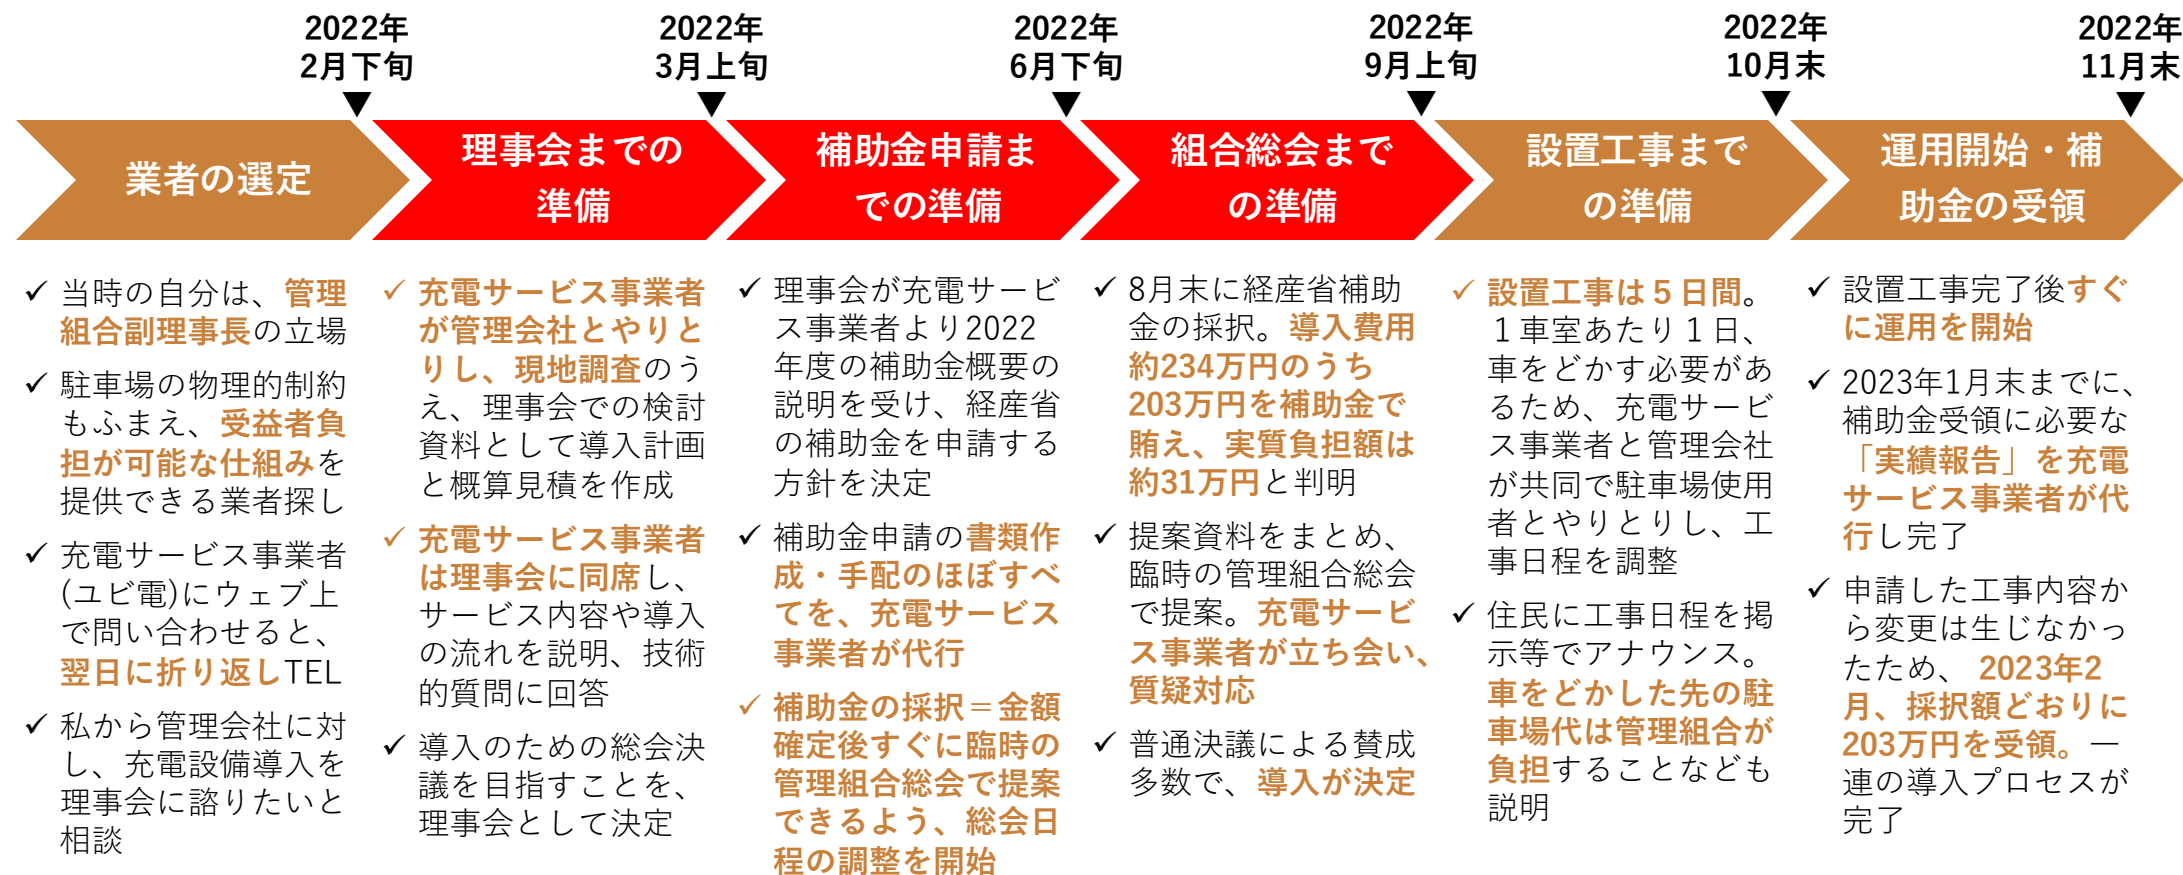 2022年
2月下旬
2022年
3月上旬
2022年
6月下旬
2022年
9月上旬
2022年
10月末
2022年
11月末
業者の選定
理事会までの
準備
補助金申請ま
での準備
組合総会まで
の準備
設置工事まで
の準備
運用開始・補
助金の受領
✓ 当時の自分は、管理
組合副理事長の立場
✓ 駐車場の物理的制約
もふまえ、受益者負
担が可能な仕組みを
提供できる業者探し
✓ 充電サービス事業者
(ユビ電)にウェブ上
で問い合わせると、
翌日に折り返しTEL
✓ 私から管理会社に対
し、充電設備導入を
理事会に諮りたいと
相談
✓ 充電サービス事業者
が管理会社とやりと
りし、現地調査のう
え、理事会での検討
資料として導入計画
と概算見積を作成
✓ 充電サービス事業者
は理事会に同席し、
サービス内容や導入
の流れを説明、技術
的質問に回答
✓ 導入のための総会決
議を目指すことを、
理事会として決定
✓ 理事会が充電サービ
ス事業者より2022
年度の補助金概要の
説明を受け、経産省
の補助金を申請する
方針を決定
✓ 補助金申請の書類作
成・手配のほぼすべ
てを、充電サービス
事業者が代行
✓ 補助金の採択＝金額
確定後すぐに臨時の
管理組合総会で提案
できるよう、総会日
程の調整を開始
✓ 8月末に経産省補助
金の採択。導入費用
約234万円のうち
203万円を補助金で
賄え、実質負担額は
約31万円と判明
✓ 提案資料をまとめ、
臨時の管理組合総会
で提案。充電サービ
ス事業者が立ち会い、
質疑対応
✓ 普通決議による賛成
多数で、導入が決定
✓ 設置工事は５日間。
１車室あたり１日、
車をどかす必要があ
るため、充電サービ
ス事業者と管理会社
が共同で駐車場使用
者とやりとりし、工
事日程を調整
✓ 住民に工事日程を掲
示等でアナウンス。
車をどかした先の駐
車場代は管理組合が
負担することなども
説明
✓ 設置工事完了後すぐ
に運用を開始
✓ 2023年1月末までに、
補助金受領に必要な
「実績報告」を充電
サービス事業者が代
行し完了
✓ 申請した工事内容か
ら変更は生じなかっ
たため、 2023年2
月、採択額どおりに
203万円を受領。一
連の導入プロセスが
完了